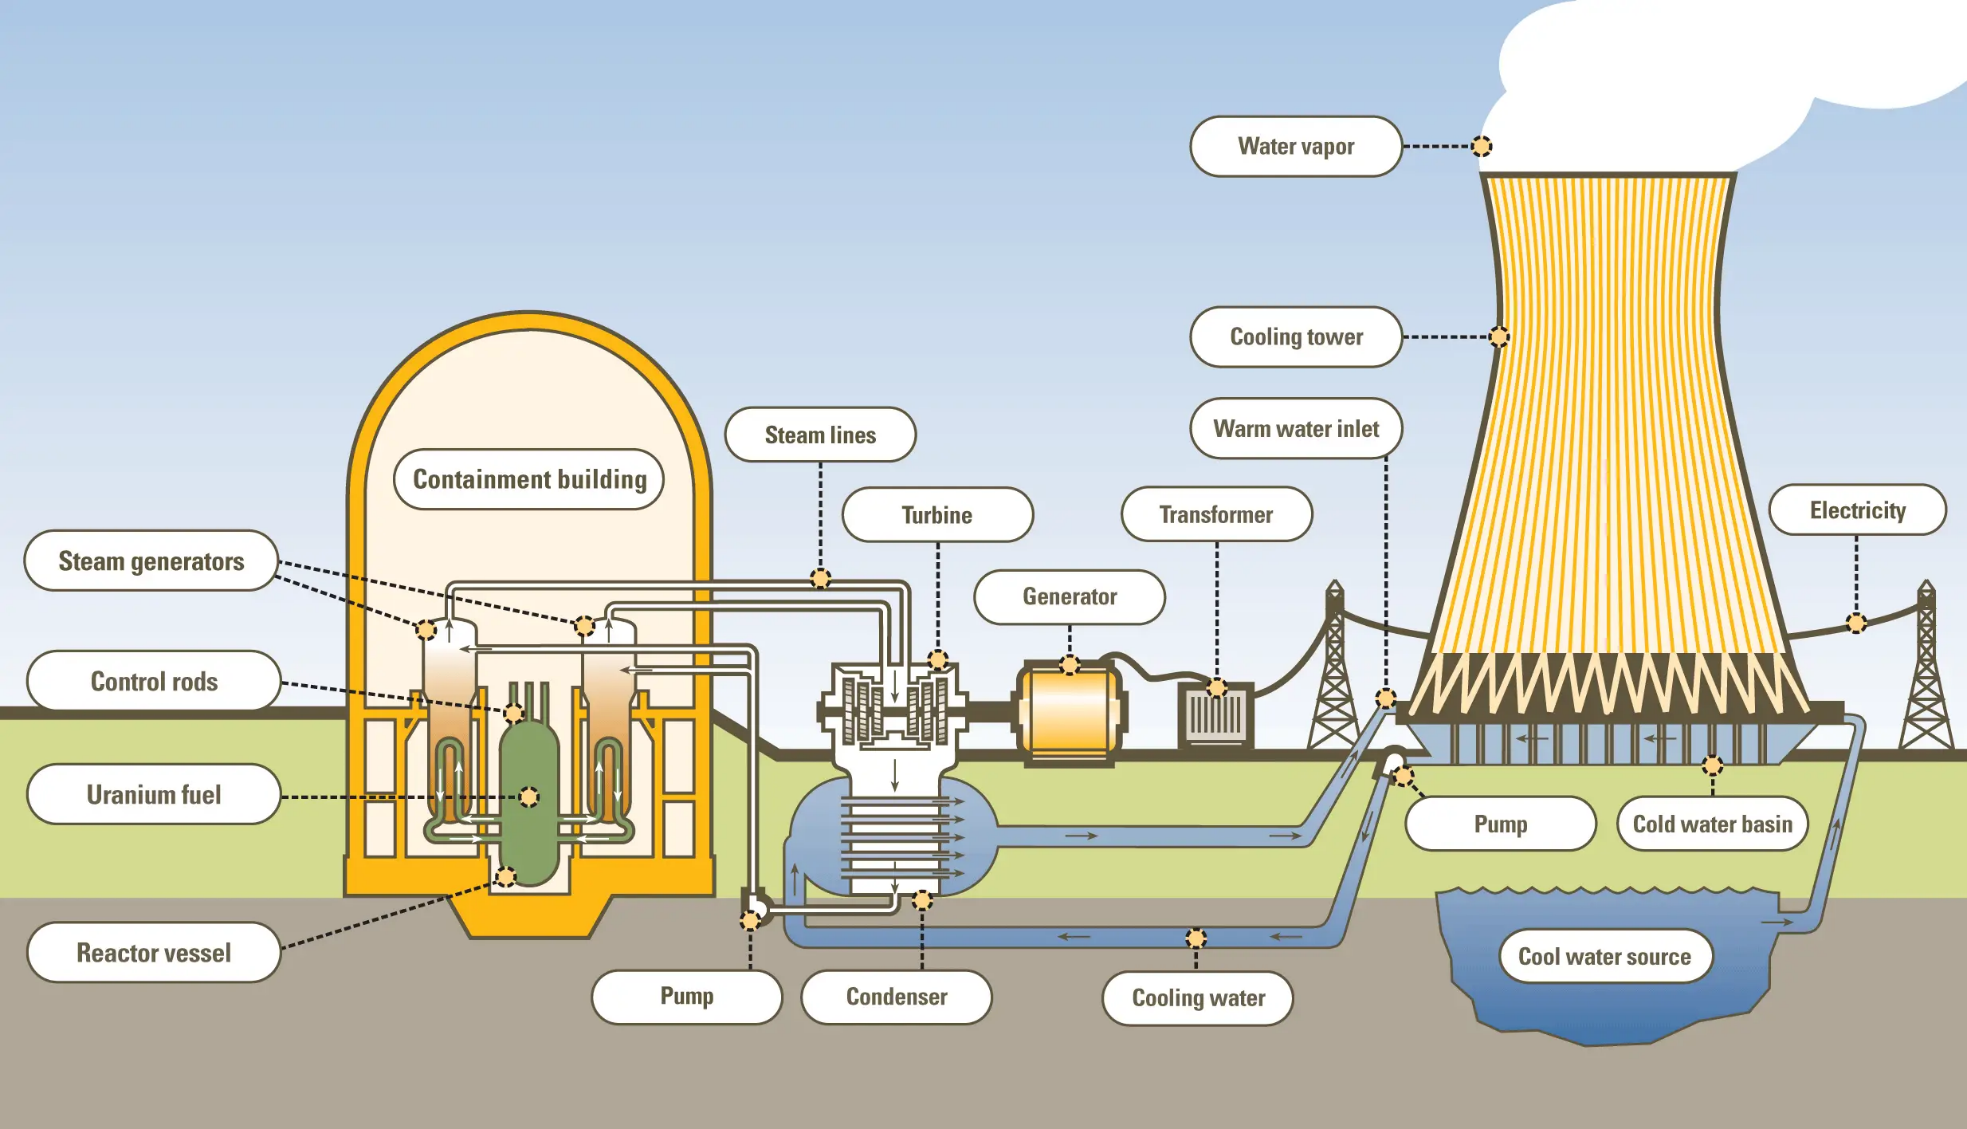 Water vapor
Cooling tower
Warm water inlet
Steam lines
Containment building
Turbine
Transformer
Electricity
Steam generators
Generator
Control rods
Uranium fuel
Pump
Cold water basin
Reactor vessel
Cool water source
Pump
Condenser
Cooling water